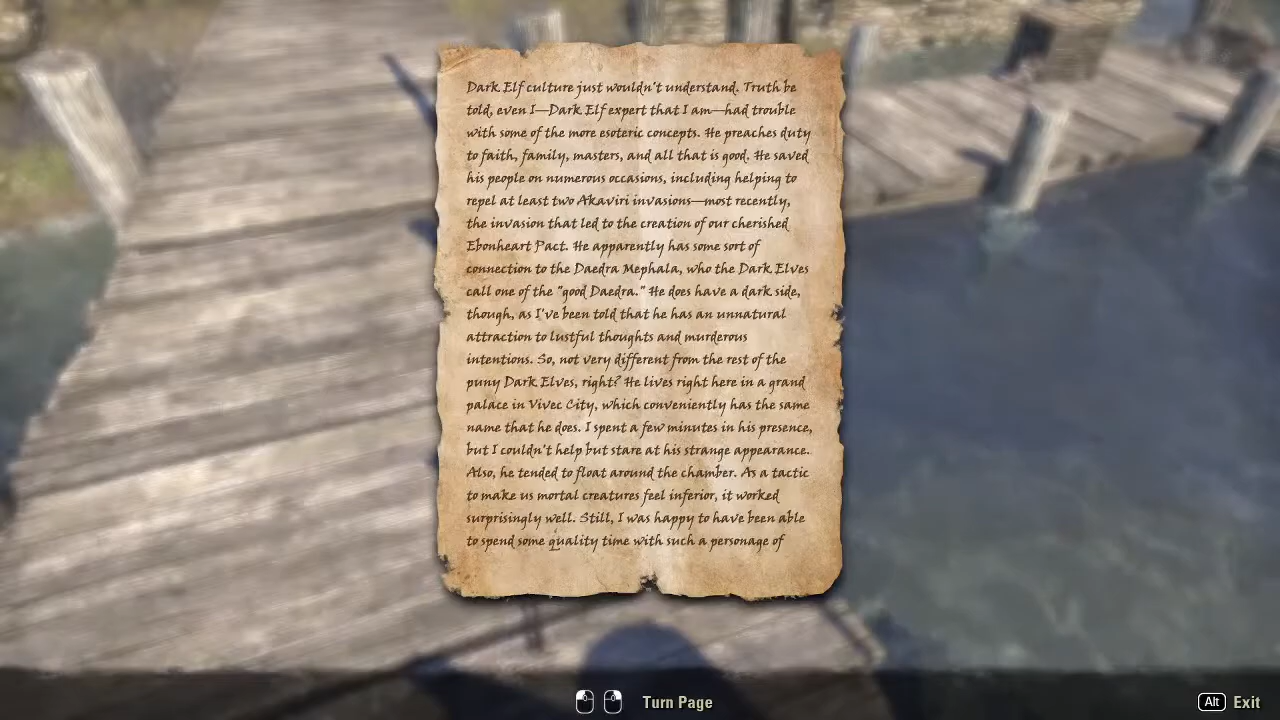 Dark Elf culture just wouldn't understand. Truth be
told, even I—Dark Elf expert that I am—had trouble
with some of the more esoteric concepts. He preaches duty
to faith, family, masters, and all that is good. He saved
his people on numerous occasions, including helping to
repel at least two Akaviri invasions—most recently,
the invasion that led to the creation of our cherished
Ebonheart Pact. He apparently has some sort of
connection to the Daedra Mephala, who the Dark Elves
call one of the "good Daedra." He does have a dark side,
though, as I've been told that he has an unnatural
attraction to lustful thoughts and murderous
intentions. So, not very different from the rest of the
puny Dark Elves, right? He lives right here in a grand
palace in Vivec City, which conveniently has the same
name that he does. I spent a few minutes in his presence,
but I couldn't help but stare at his strange appearance.
Also, he tended to float around the chamber. As a tactic
to make us mortal creatures feel inferior, it worked
surprisingly well. Still, I was happy to have been able
to spend some quality time with such a personage of
Turn Page
Alt Exit